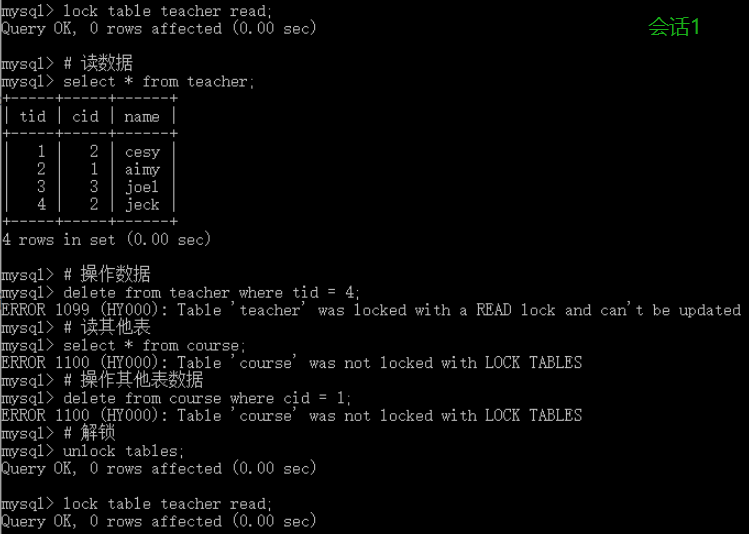 mysql> lock table teacher read;
Query OK, 0 rows affected (0.00 sec)
会话1
mysql> # 读数据
mysql> select * from teacher;
+-----+-----+------+
| tid | cid | name |
+-----+-----+------+
|   1 |   2 | cesy |
|   2 |   1 | aimy |
|   3 |   3 | joel |
|   4 |   2 | jeck |
+-----+-----+------+
4 rows in set (0.00 sec)
mysql> # 操作数据
mysql> delete from teacher where tid = 4;
ERROR 1099 (HY000): Table 'teacher' was locked with a READ lock and can't be updated
mysql> # 读其他表
mysql> select * from course;
ERROR 1100 (HY000): Table 'course' was not locked with LOCK TABLES
mysql> # 操作其他表数据
mysql> delete from course where cid = 1;
ERROR 1100 (HY000): Table 'course' was not locked with LOCK TABLES
mysql> # 解锁
mysql> unlock tables;
Query OK, 0 rows affected (0.00 sec)
mysql> lock table teacher read;
Query OK, 0 rows affected (0.00 sec)